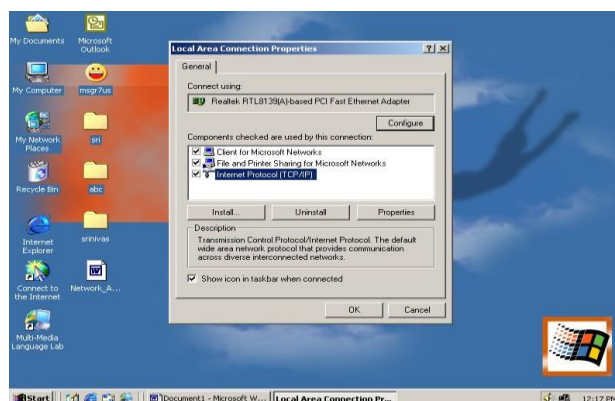 My Documents
Microsoft
Outlook
My Computer
msgr7us
My Network
Places
sri
Recycle Bin
abc
Internet
Explorer
srinivas
Connect to
the Internet
Network_A...
Multi-Media
Language Lab
Local Area Connection Properties
General
Connect using:
Realtek RTL8139(A)-based PCI Fast Ethernet Adapter
Configure
Components checked are used by this connection:
Client for Microsoft Networks
File and Printer Sharing for Microsoft Networks
Internet Protocol (TCP/IP)
Install...
Uninstall
Properties
Description
Transmission Control Protocol/Internet Protocol. The default
wide area network protocol that provides communication
across diverse interconnected networks.
Show icon in taskbar when connected
OK
Cancel
Start
Document1 - Microsoft W...
Local Area Connection Pr...
12:17 PM